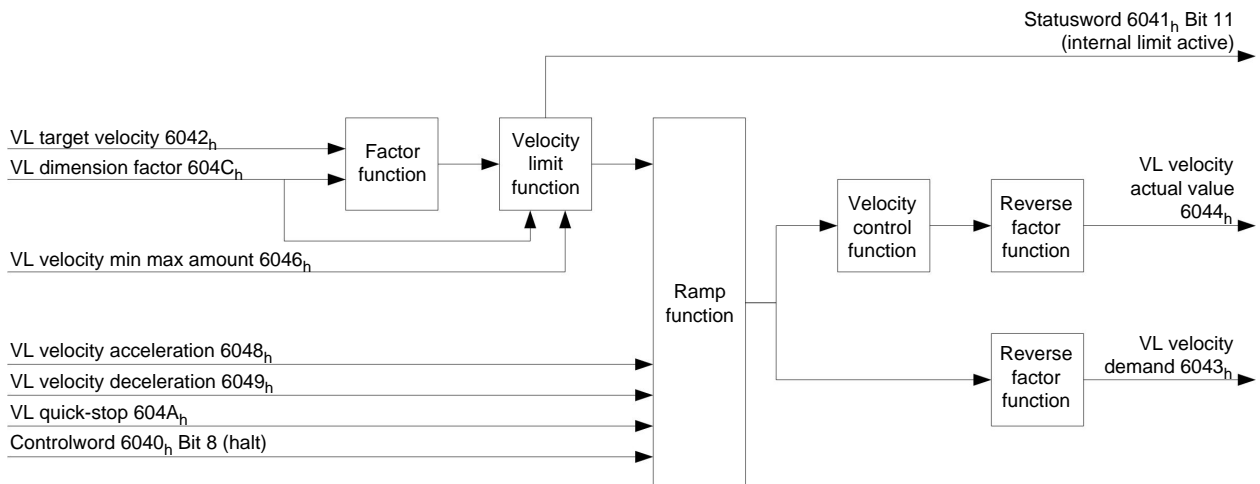 Statusword 6041h Bit 11
(internal limit active)
VL target velocity 6042h
VL dimension factor 604Ch
Factor
function
Velocity
limit
function
VL velocity min max amount 6046h
Ramp
function
Velocity
control
function
Reverse
factor
function
VL velocity
actual value
6044h
VL velocity acceleration 6048h
VL velocity deceleration 6049h
VL quick-stop 604Ah
Controlword 6040h Bit 8 (halt)
Reverse
factor
function
VL velocity
demand 6043h